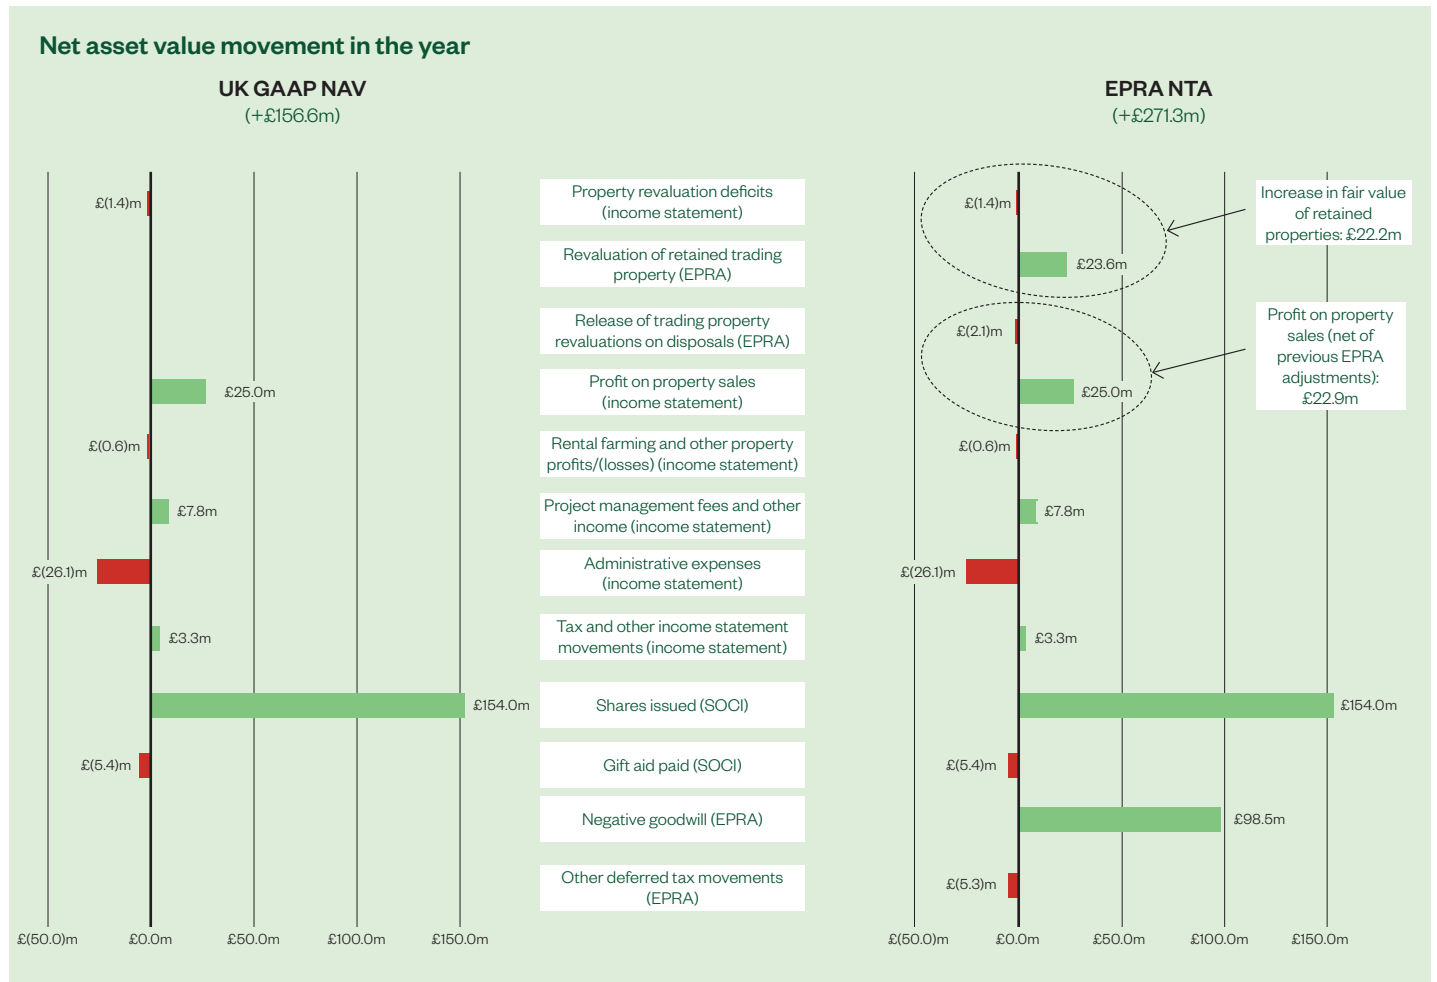 Net asset value movement in the year
UK GAAP NAV
(+£156.6m)
EPRA NTA
(+£271.3m)
£(1.4)m
Property revaluation deficits
(income statement)
£(1.4)m
Increase in fair value
of retained
properties: £22.2m
Revaluation of retained trading
property (EPRA)
£23.6m
Release of trading property
revaluations on disposals (EPRA)
£(2.1)m
Profit on property
sales (net of
previous EPRA
adjustments):
£22.9m
£25.0m
Profit on property sales
(income statement)
£25.0m
£(0.6)m
Rental farming and other property
profits/(losses) (income statement)
£(0.6)m
£7.8m
Project management fees and other
income (income statement)
£7.8m
£(26.1)m
Administrative expenses
(income statement)
£(26.1)m
£3.3m
Tax and other income statement
movements (income statement)
£3.3m
£154.0m
Shares issued (SOCI)
£154.0m
£(5.4)m
Gift aid paid (SOCI)
£(5.4)m
Negative goodwill (EPRA)
£98.5m
Other deferred tax movements
(EPRA)
£(5.3)m
£(50.0)m £0.0m £50.0m £100.0m £150.0m
£(50.0)m £0.0m £50.0m £100.0m £150.0m